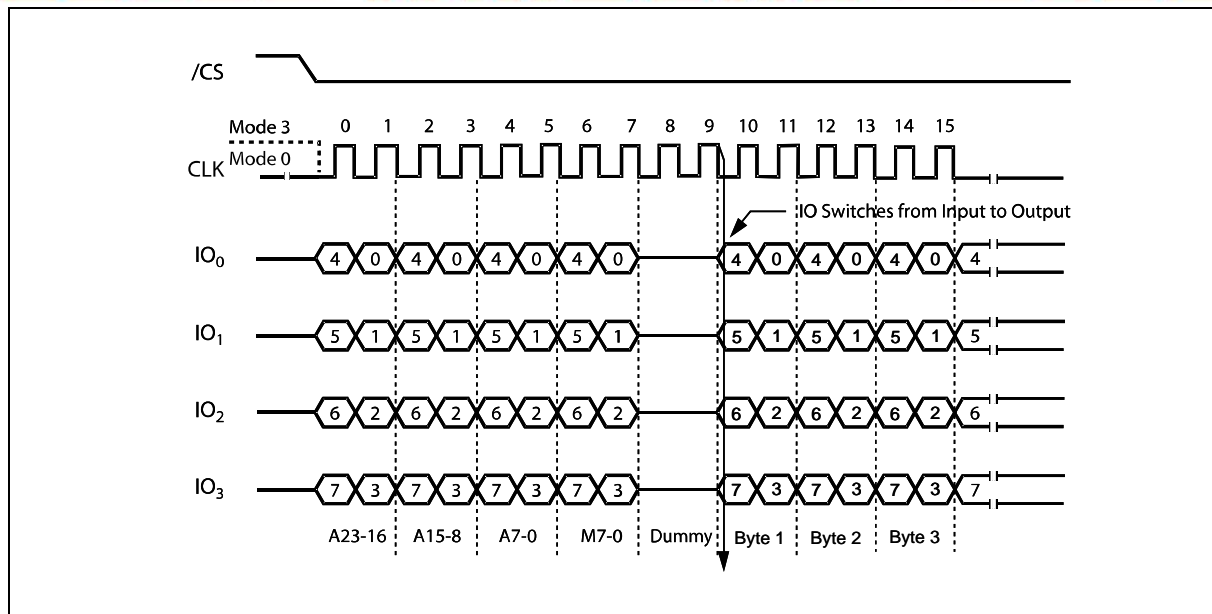 /CS
Mode 3
0 1 2 3 4 5 6 7 8 9 10 11 12 13 14 15
CLK
Mode 0
IO Switches from Input to Output
IO0
4 0 4 0 4 0 4 0 4 0 4 0 4 0 4
IO1
5 1 5 1 5 1 5 1 5 1 5 1 5 1 5
IO2
6 2 6 2 6 2 6 2 6 2 6 2 6 2 6
IO3
7 3 7 3 7 3 7 3 7 3 7 3 7 3 7
A23-16 A15-8 A7-0 M7-0 Dummy Byte 1 Byte 2 Byte 3